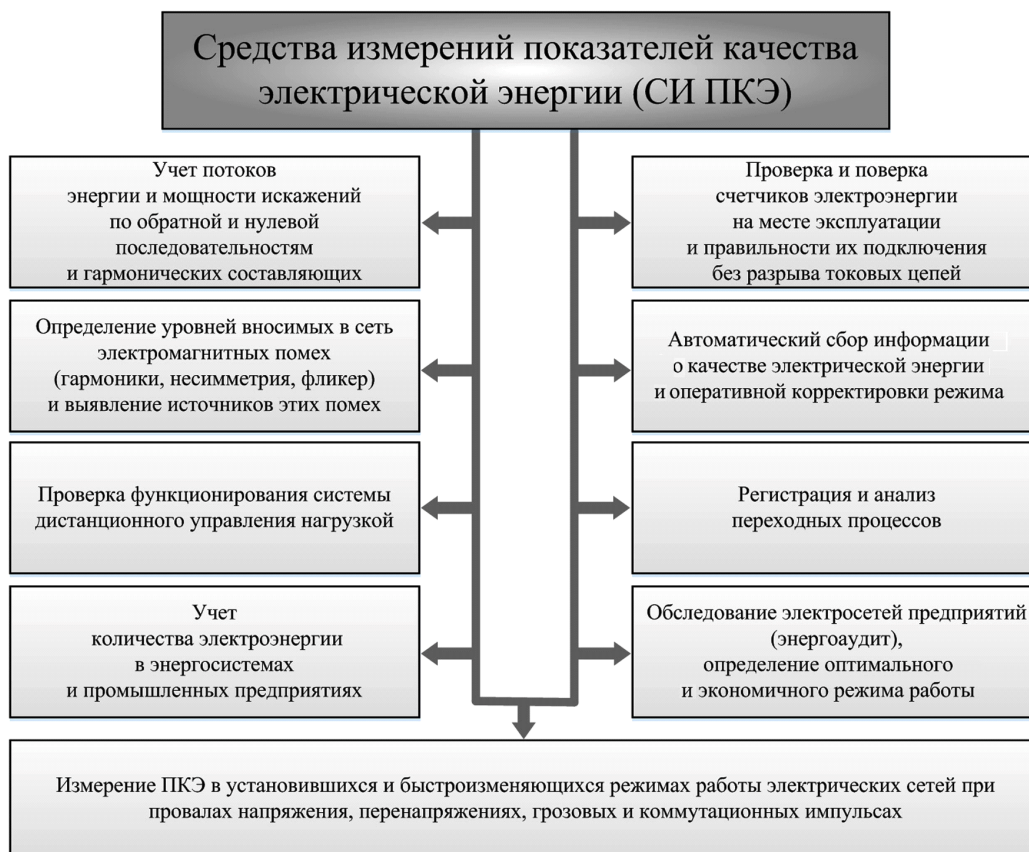 Средства измерений показателей качества
электрической энергии (СИ ПКЭ)
Учет потоков
энергии и мощности искажений
по обратной и нулевой
последовательностям
и гармонических составляющих
Проверка и поверка
счетчиков электроэнергии
на месте эксплуатации
и правильности их подключения
без разрыва токовых цепей
Определение уровней вносимых в сеть
электромагнитных помех
(гармоники, несимметрия, фликер)
и выявление источников этих помех
Автоматический сбор информации
о качестве электрической энергии
и оперативной корректировки режима
Проверка функционирования системы
дистанционного управления нагрузкой
Регистрация и анализ
переходных процессов
Учет
количества электроэнергии
в энергосистемах
и промышленных предприятиях
Обследование электросетей предприятий
(энергоаудит),
определение оптимального
и экономичного режима работы
Измерение ПКЭ в установившихся и быстроизменяющихся режимах работы электрических сетей при
провалах напряжения, перенапряжениях, грозовых и коммутационных импульсах